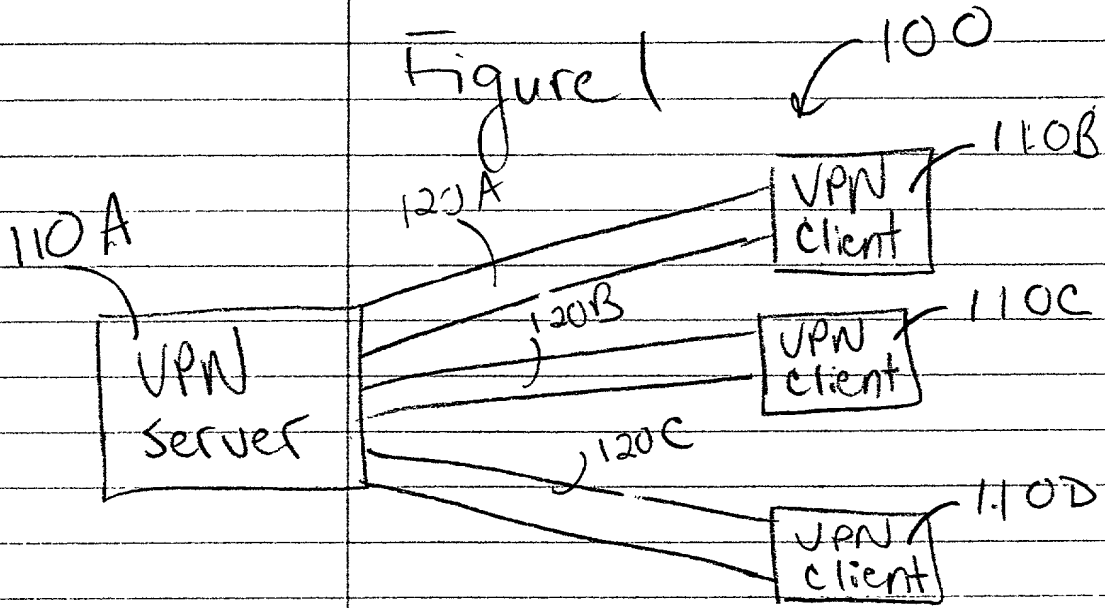 Figure 1
100
110B
VPN
client
120A
110A
120B
110C
VPN
client
VPN
server
120C
110D
VPN
client